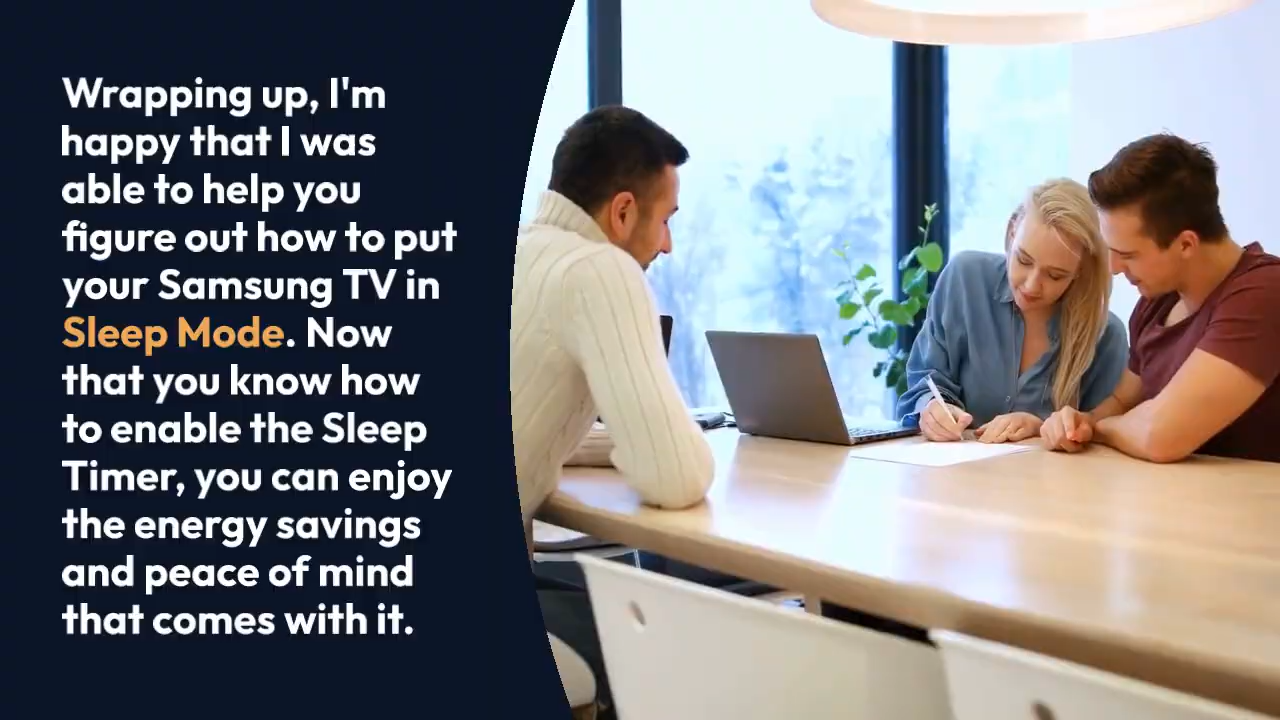 Wrapping up, I'm
happy that I was
able to help you
figure out how to put
your Samsung TV in
Sleep Mode. Now
that you know how
to enable the Sleep
Timer, you can enjoy
the energy savings
and peace of mind
that comes with it.